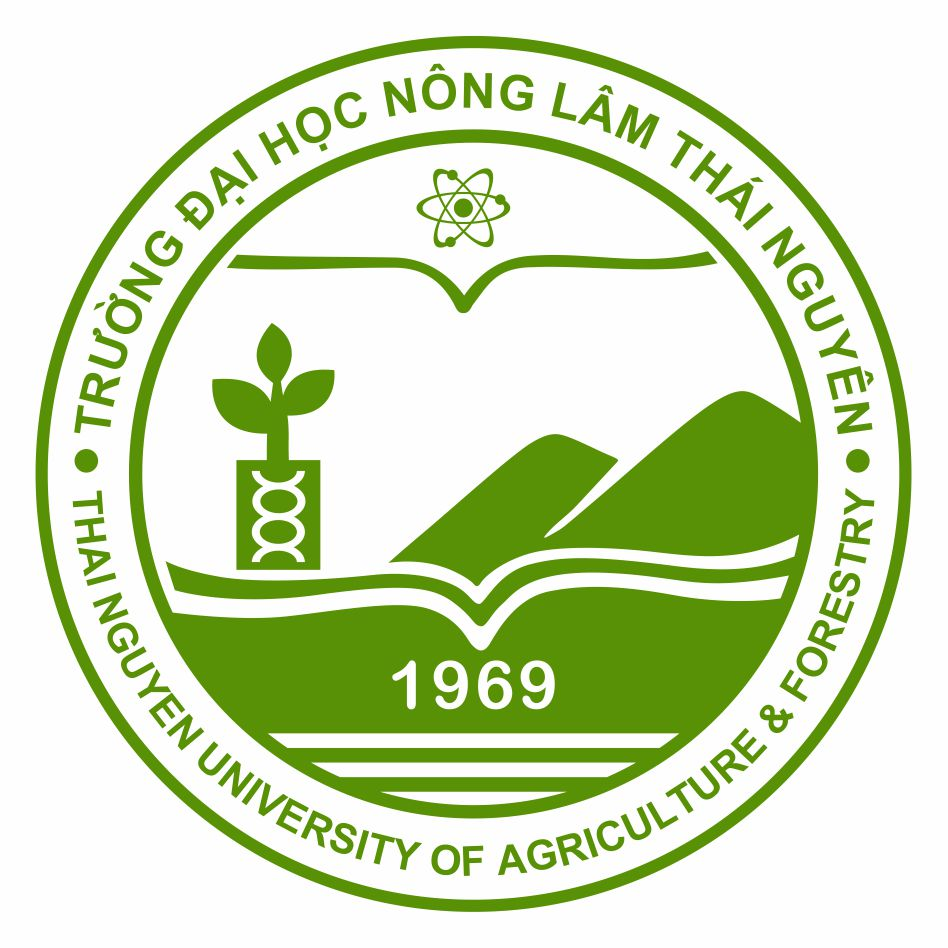 TRƯỜNG ĐẠI HỌC NÔNG LÂM THÁI NGUYÊN
1969
THAI NGUYEN UNIVERSITY OF AGRICULTURE & FORESTRY